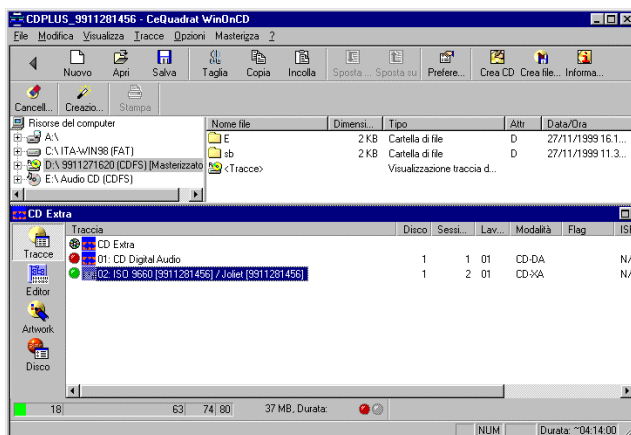 CDPLUS_9911281456 - CeQuadrat WinOnCD
File Modifica Visualizza Tracce Opzioni Masterizza ?
Nuovo Apri Salva Taglia Copia Incolla Sposta ... Sposta su Prefere... Crea CD Crea file... Informa...
Cancell... Creazio... Stampa
Risorse del computer
A:\
C:\ ITA-WIN98 (FAT)
D:\ 9911271620 (CDFS) [Masterizzato
E:\ Audio CD (CDFS)
Nome file Dimensi... Tipo Attr Data/Ora
E 2 KB Cartella di file D 27/11/1999 16.1...
sb 2 KB Cartella di file D 27/11/1999 11.3...
<Tracce> Visualizzazione traccia d...
CD Extra
Tracce
Editor
Artwork
Disco
Traccia Disco Sessi... Lav... Modalità Flag ISI
CD Extra
01: CD Digital Audio 1 1 01 CD-DA N/
02: ISO 9660 [9911281456] / Joliet [9911281456] 1 2 01 CD-XA N/
18 63 74 80 37 MB, Durata:
NUM Durata: ~04:14:00